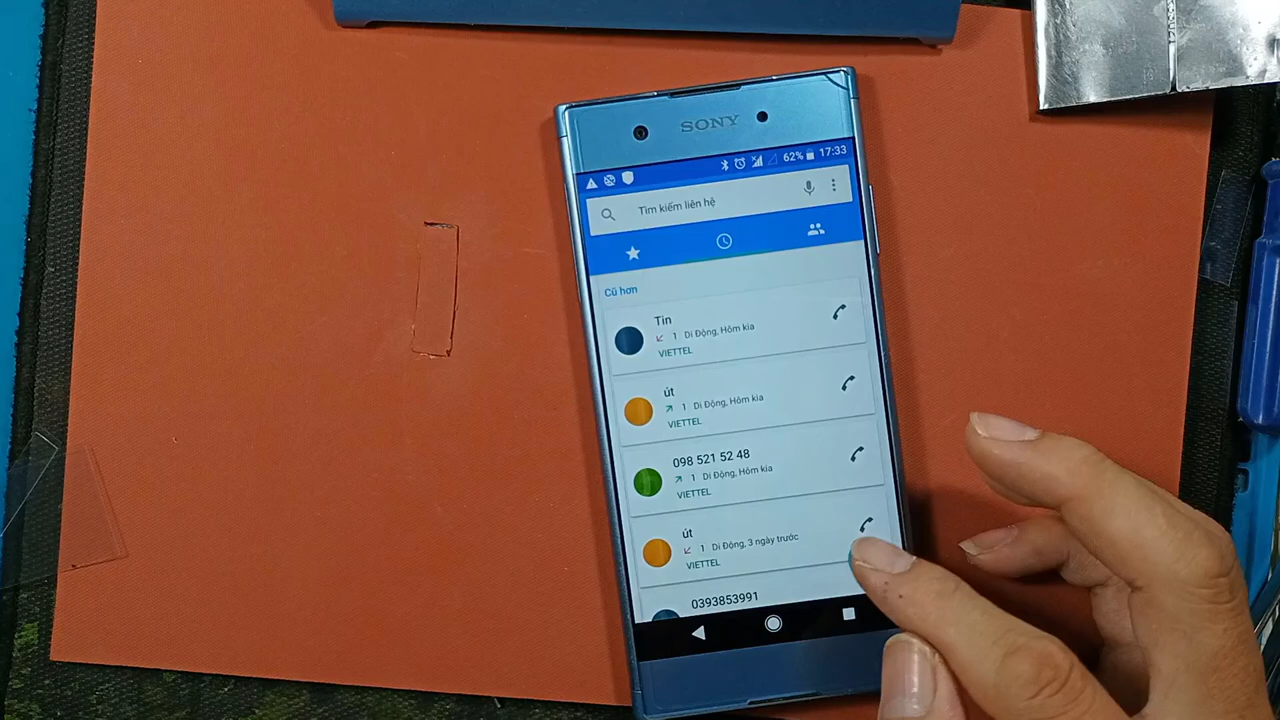 SONY
62% 17:33
Tìm kiếm liên hệ
Cũ hơn
Tin
1 Di Động, Hôm kia
VIETTEL
út
1 Di Động, Hôm kia
VIETTEL
098 521 52 48
1 Di Động, Hôm kia
VIETTEL
út
1 Di Động, 3 ngày trước
VIETTEL
0393853991